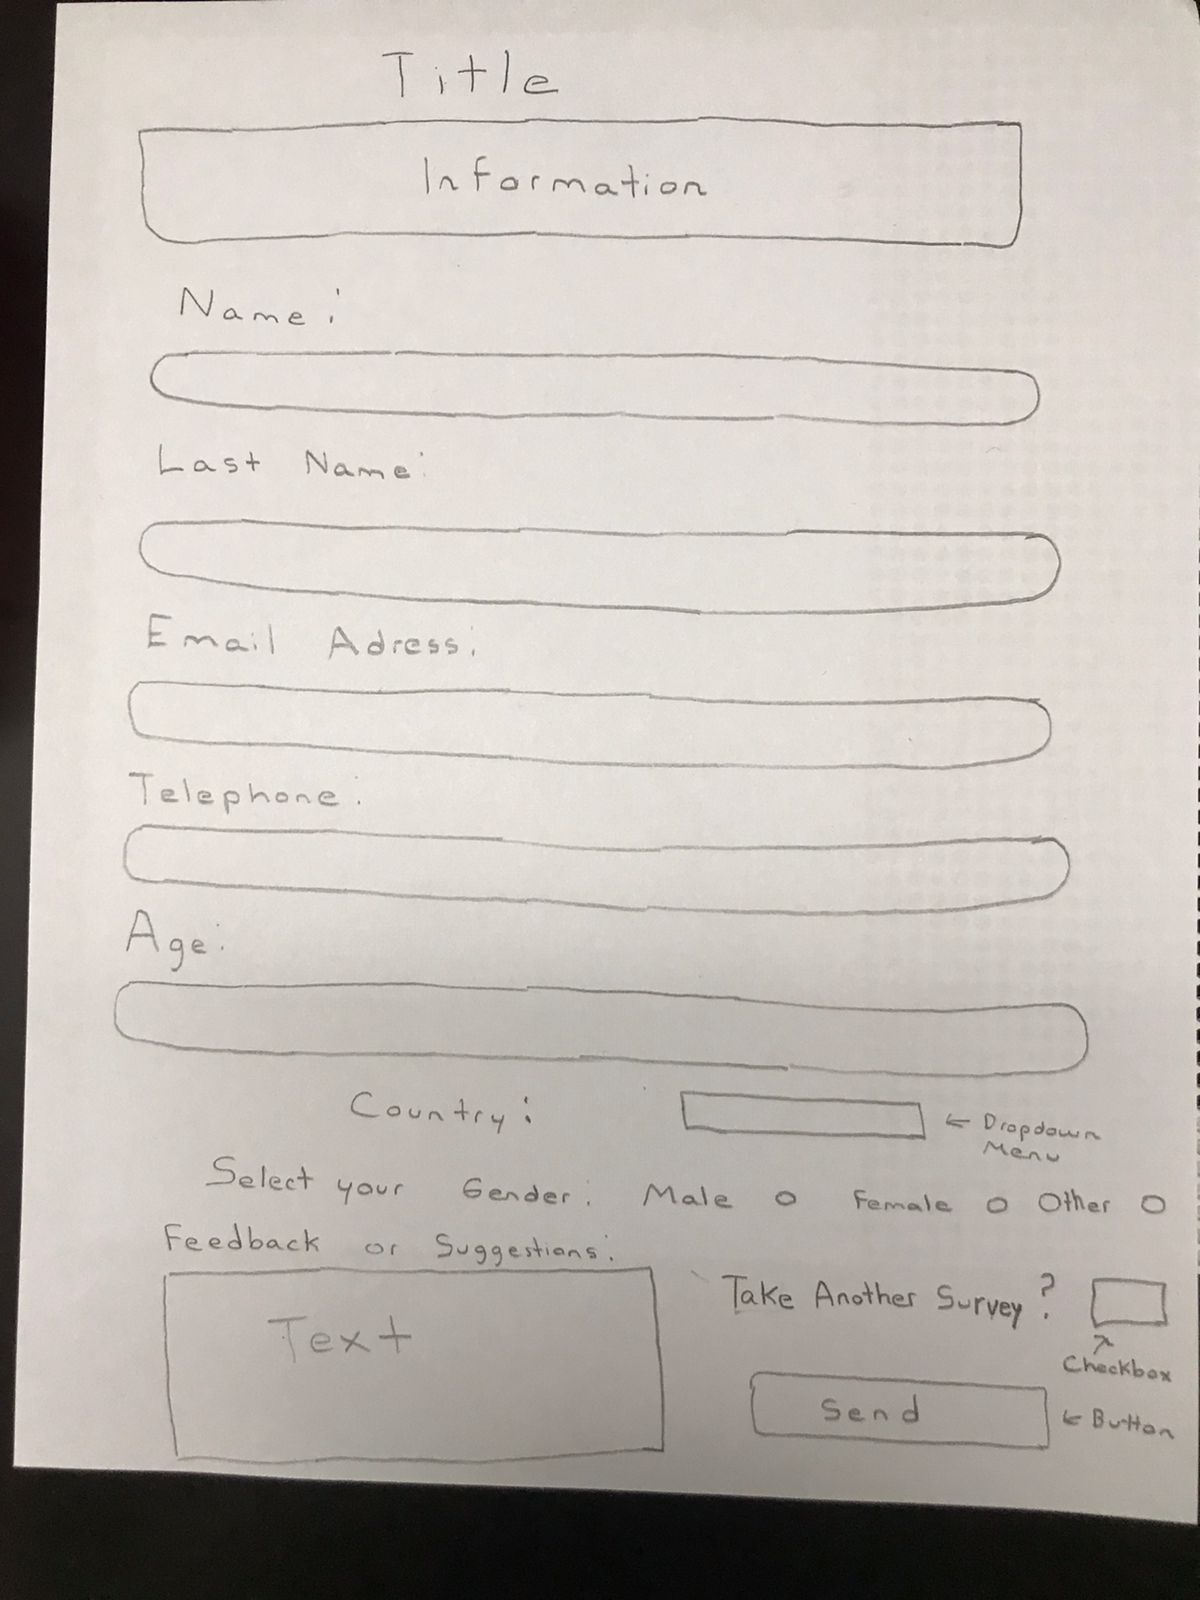 Title
Information
Name:
Last Name:
Email Adress:
Telephone:
Age:
Country:
← Dropdown
Menu
Select your Gender: Male o Female o Other o
Feedback or Suggestions:
Text
Take Another Survey?
Checkbox
Send
← Button